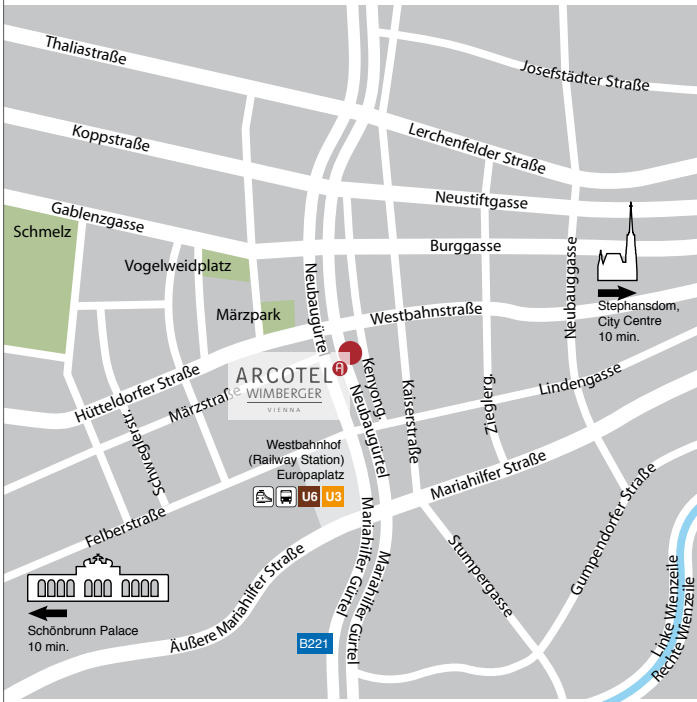 Thaliastraße
Josefstädter Straße
Lerchenfelder Straße
Koppstraße
Neustiftgasse
Gablenzgasse
Schmelz
Burggasse
Vogelweidplatz
Neubaugürtel
Neubauggasse
Märzpark
Westbahnstraße
Stephansdom,
City Centre
10 min.
Hütteldorfer Straße
Märzstraße
A
ARCOTEL
WIMBERGER
VIENNA
Kenyong.
Neubaugürtel
Kaiserstraße
Zieglerg.
Lindengasse
Schweglerstr.
Westbahnhof
(Railway Station)
Europaplatz
U6 U3
Mariahilfer Straße
Felberstraße
Mariahilfer Gürtel
Mariahilfer Gürtel
Stumpergasse
Gumpendorfer Straße
Äußere Mariahilfer Straße
Schönbrunn Palace
10 min.
B221
Linke Wienzeile
Rechte Wienzeile